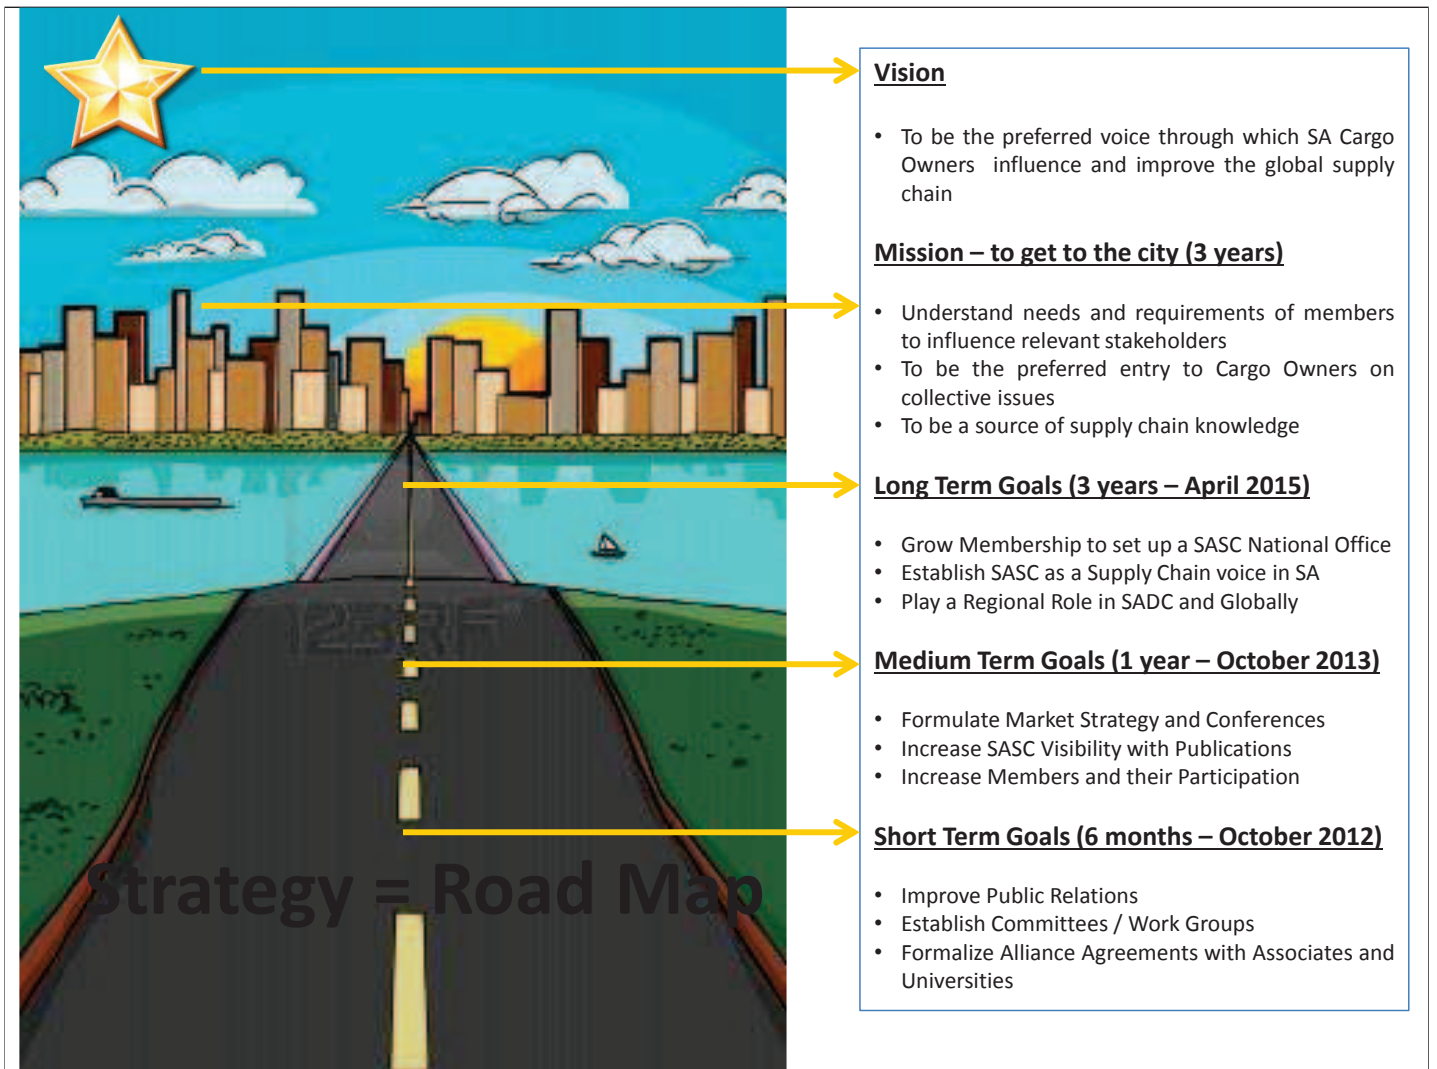 Vision
• To be the preferred voice through which SA Cargo
Owners influence and improve the global supply
chain
Mission – to get to the city (3 years)
• Understand needs and requirements of members
to influence relevant stakeholders
• To be the preferred entry to Cargo Owners on
collective issues
• To be a source of supply chain knowledge
Long Term Goals (3 years – April 2015)
• Grow Membership to set up a SASC National Office
• Establish SASC as a Supply Chain voice in SA
• Play a Regional Role in SADC and Globally
Medium Term Goals (1 year – October 2013)
• Formulate Market Strategy and Conferences
• Increase SASC Visibility with Publications
• Increase Members and their Participation
Short Term Goals (6 months – October 2012)
• Improve Public Relations
• Establish Committees / Work Groups
• Formalize Alliance Agreements with Associates and
Universities
Strategy = Road Map